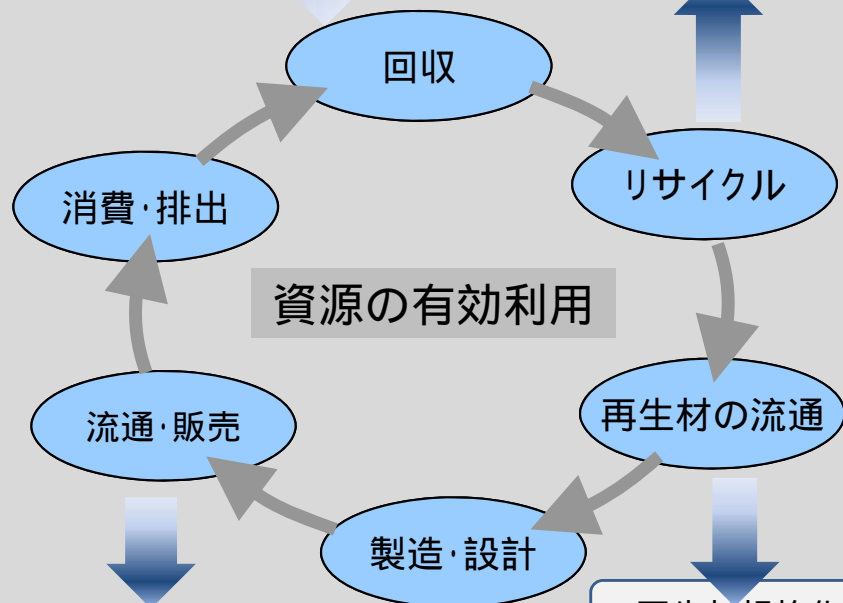 回収
リサイクル
消費・排出
資源の有効利用
再生材の流通
流通・販売
製造・設計